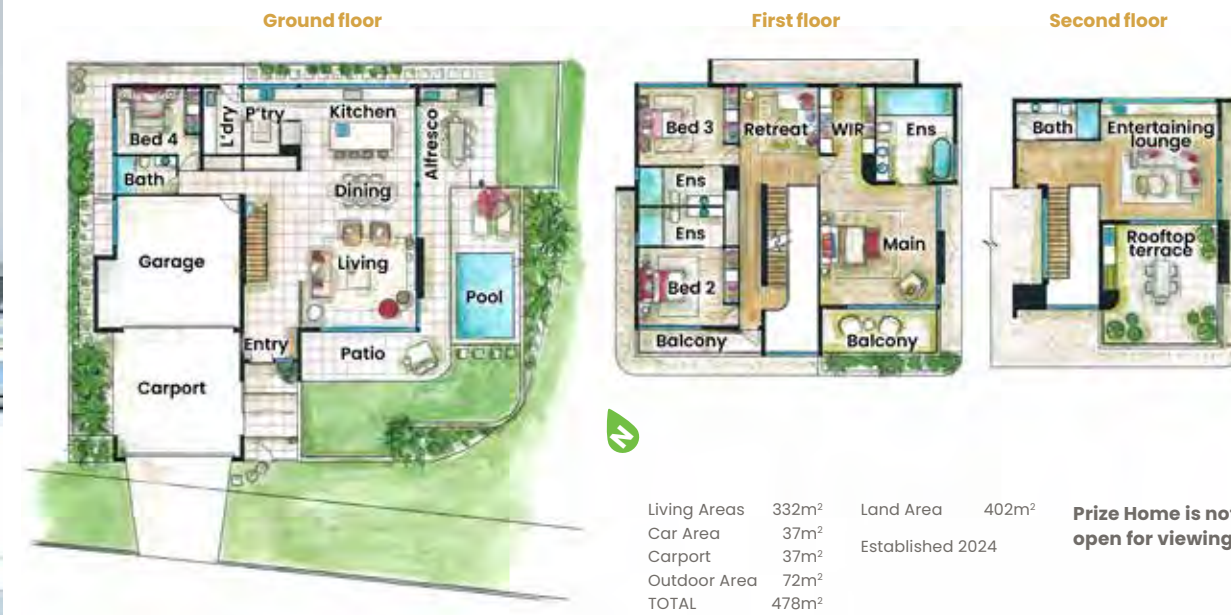 Ground floor
Bed 4
L'dry
P'try
Kitchen
Alfresco
Bath
Dining
Garage
Living
Pool
Entry
Patio
Carport
First floor
Bed 3
Retreat
WIR
Ens
Ens
Ens
Main
Bed 2
Balcony
Balcony
Second floor
Bath
Entertaining
lounge
Rooftop
terrace
N
Living Areas 332m²
Car Area 37m²
Carport 37m²
Outdoor Area 72m²
TOTAL 478m²
Land Area 402m²
Established 2024
Prize Home is not
open for viewing